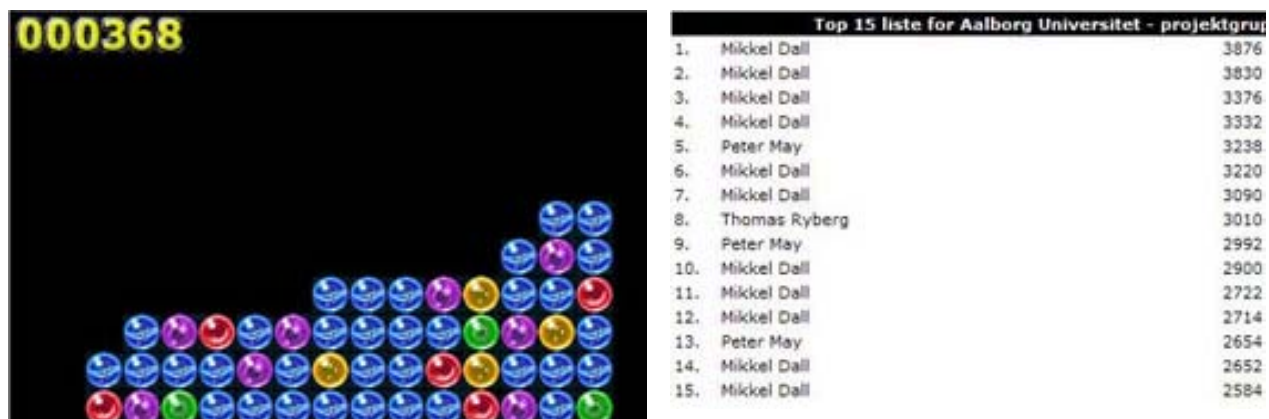 000368
Top 15 liste for Aalborg Universitet - projektgrup
1. Mikkel Dall 3876
2. Mikkel Dall 3830
3. Mikkel Dall 3376
4. Mikkel Dall 3332
5. Peter May 3238
6. Mikkel Dall 3220
7. Mikkel Dall 3090
8. Thomas Ryberg 3010
9. Peter May 2992
10. Mikkel Dall 2900
11. Mikkel Dall 2722
12. Mikkel Dall 2714
13. Peter May 2654
14. Mikkel Dall 2652
15. Mikkel Dall 2584